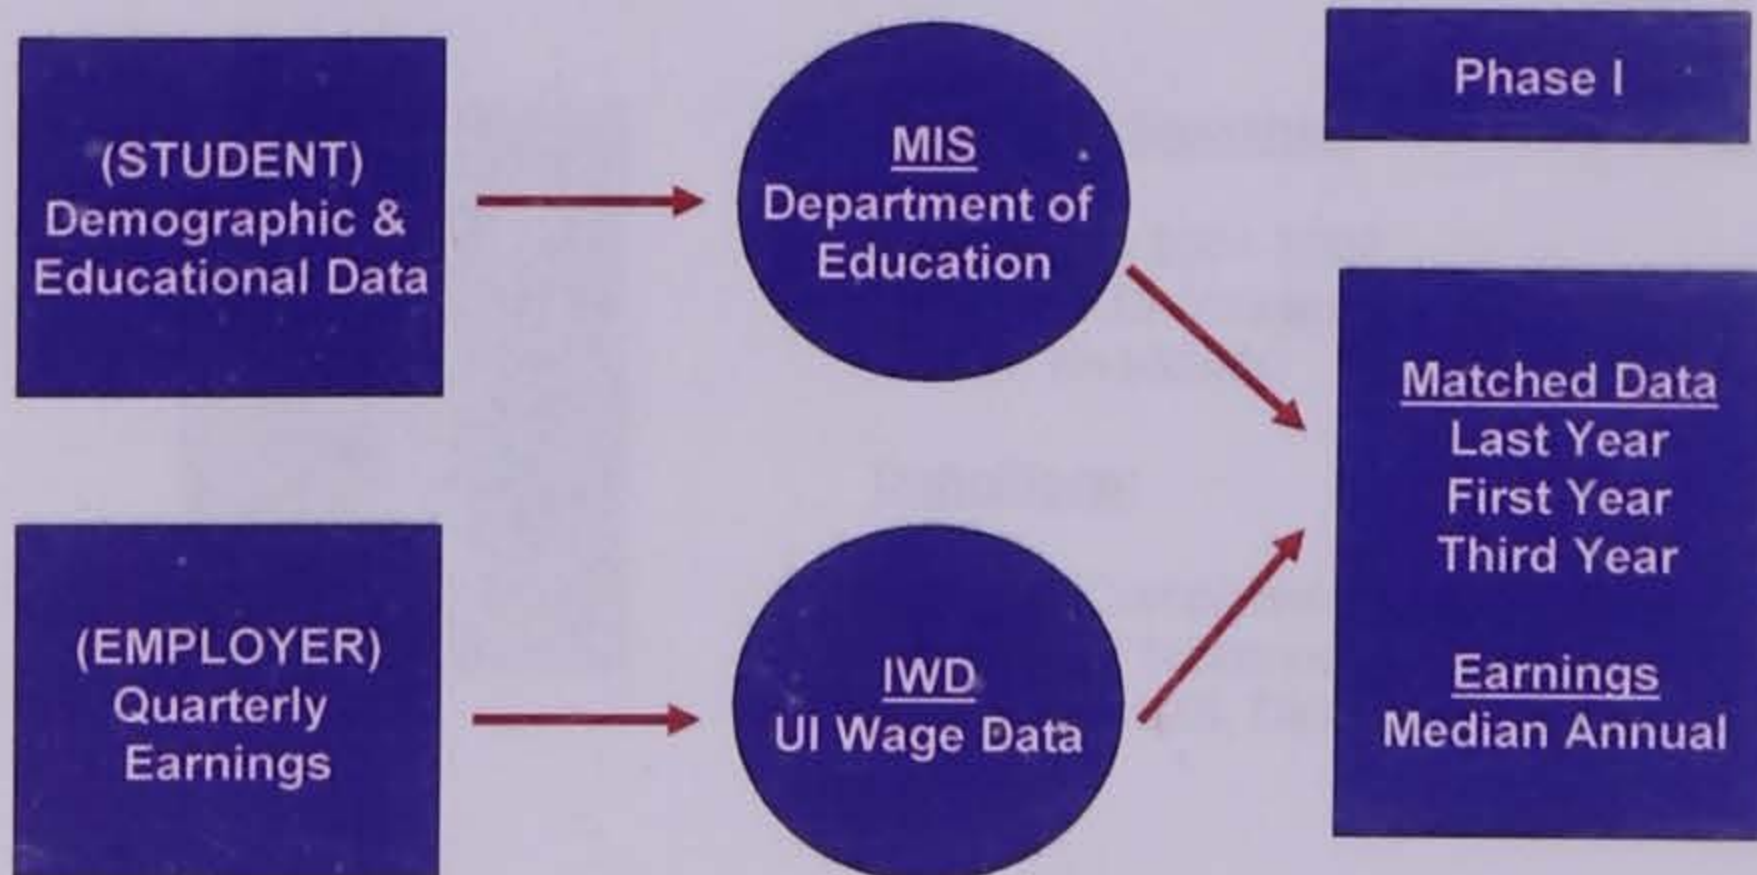 (STUDENT)
Demographic &
Educational Data
MIS
Department of
Education
Phase I
(EMPLOYER)
Quarterly
Earnings
IWD
UI Wage Data
Matched Data
Last Year
First Year
Third Year
Earnings
Median Annual